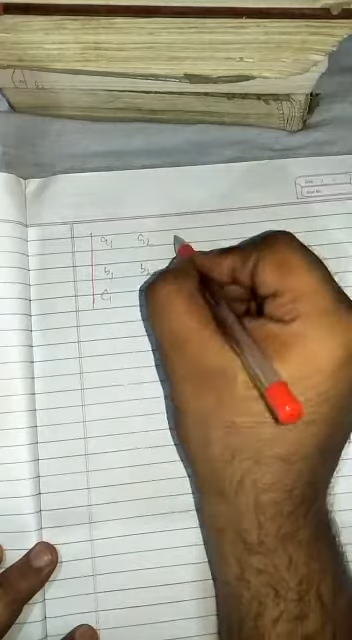 a₁ a₂
b₁ b₂
c₁